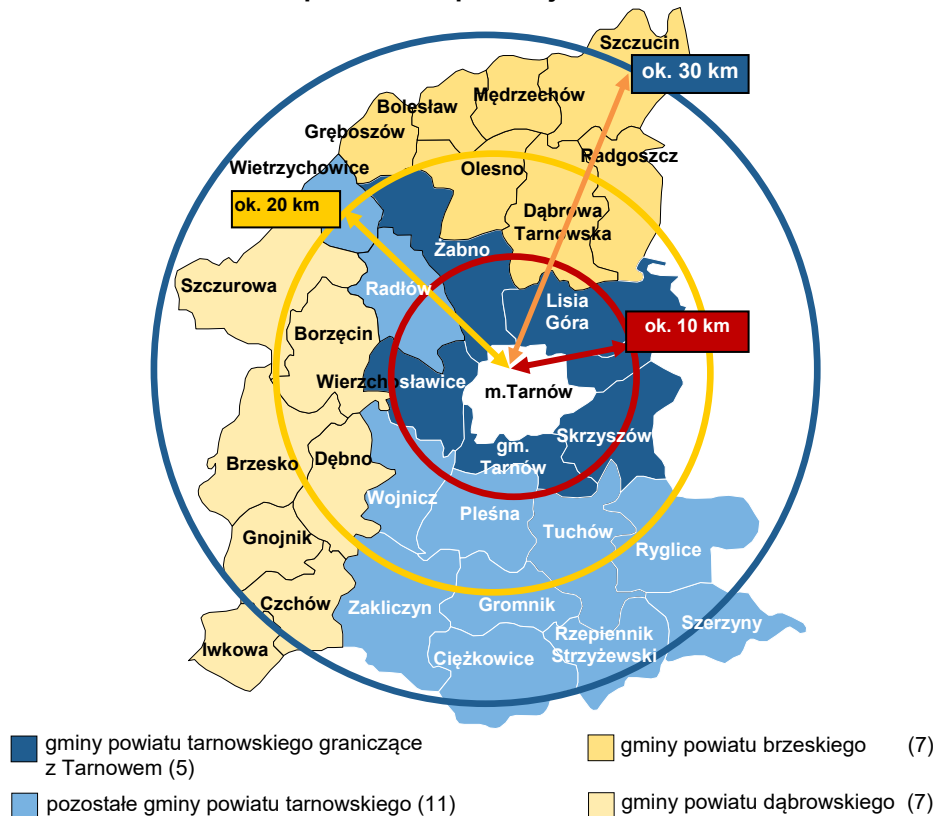 Szczucin
ok. 30 km
Mędrzechów
Bolesław
Gręboszów
Radgoszcz
Wietrzychowice
Olesno
ok. 20 km
Dąbrowa
Tarnowska
Żabno
Szczurowa
Radłów
Lisia
Góra
ok. 10 km
Borzęcin
Wierzchosławice
m.Tarnów
Skrzyszów
gm.
Tarnów
Brzesko
Dębno
Wojnicz
Pleśna
Tuchów
Gnojnik
Ryglice
Czchów
Zakliczyn
Gromnik
Szerzyny
Rzepiennik
Strzyżewski
Iwkowa
Ciężkowice
gminy powiatu tarnowskiego graniczące
z Tarnowem (5)
gminy powiatu brzeskiego (7)
pozostałe gminy powiatu tarnowskiego (11)
gminy powiatu dąbrowskiego (7)